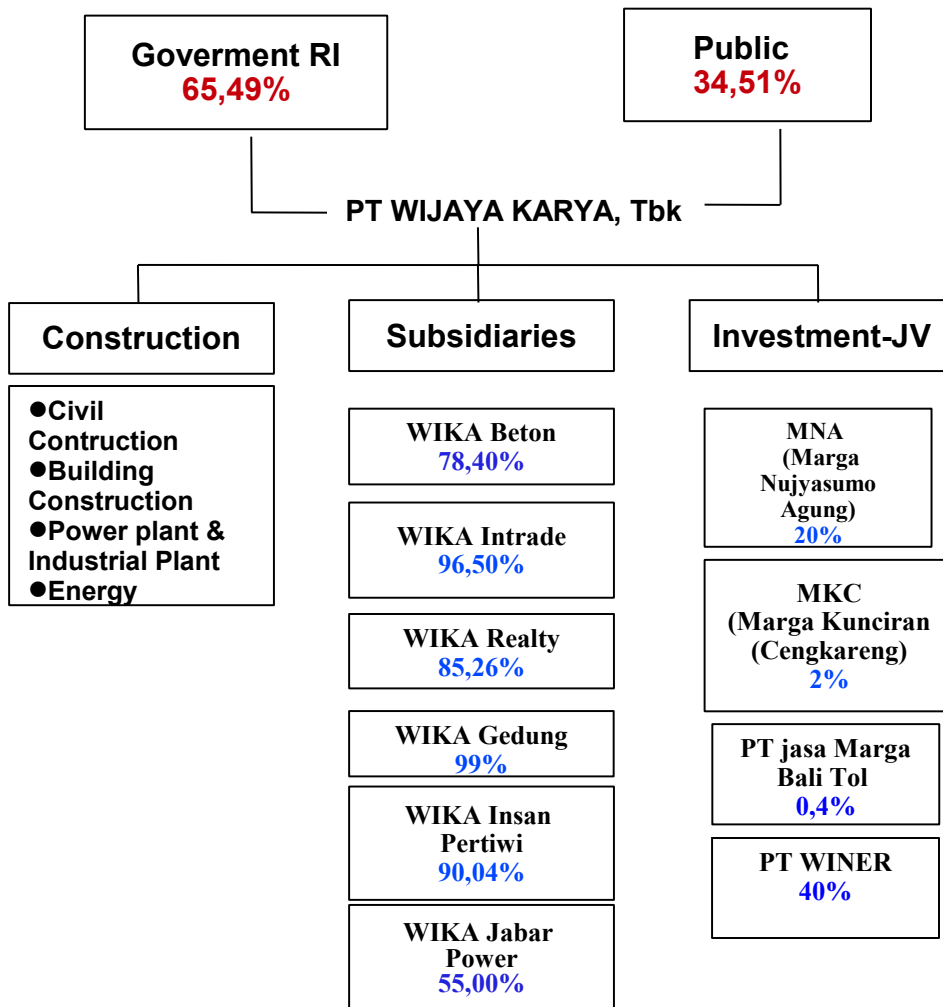 Goverment RI
65,49%
Public
34,51%
PT WIJAYA KARYA, Tbk
Construction
●Civil
Contruction
●Building
Construction
●Power plant &
Industrial Plant
●Energy
Subsidiaries
WIKA Beton
78,40%
WIKA Intrade
96,50%
WIKA Realty
85,26%
WIKA Gedung
99%
WIKA Insan
Pertiwi
90,04%
WIKA Jabar
Power
55,00%
Investment-JV
MNA
(Marga
Nujyasumo
Agung)
20%
MKC
(Marga Kunciran
(Cengkareng)
2%
PT jasa Marga
Bali Tol
0,4%
PT WINER
40%